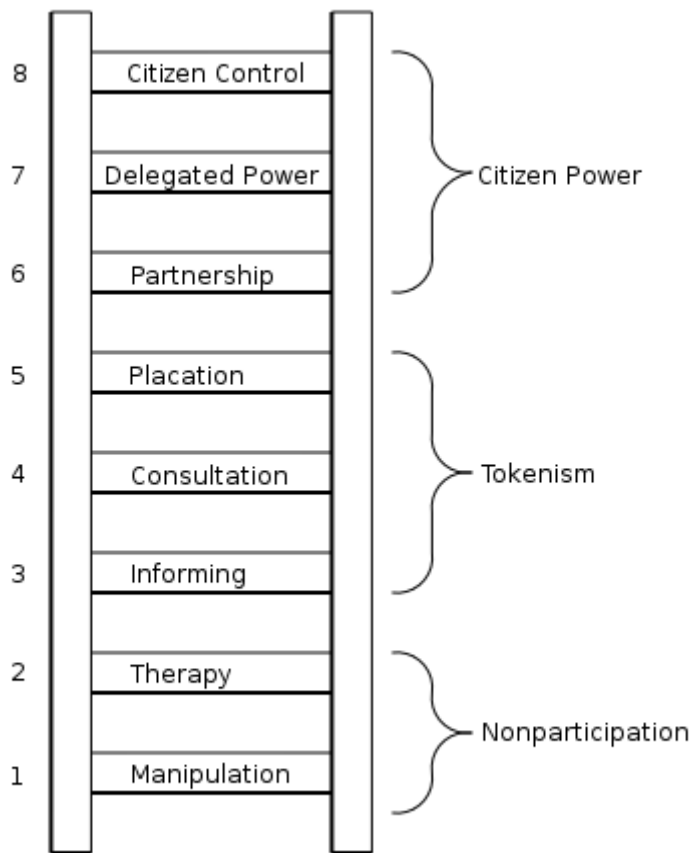 8 Citizen Control
7 Delegated Power
Citizen Power
6 Partnership
5 Placation
4 Consultation
Tokenism
3 Informing
2 Therapy
Nonparticipation
1 Manipulation